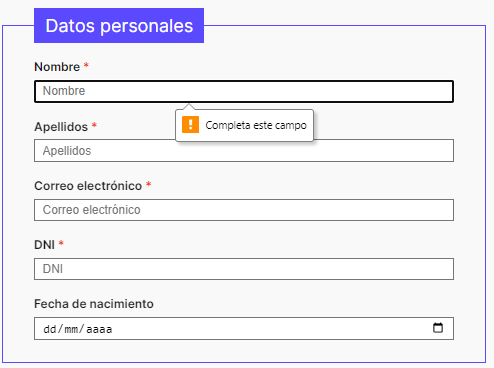 Datos personales
Nombre *
Nombre
Completa este campo
Apellidos *
Apellidos
Correo electrónico *
Correo electrónico
DNI *
DNI
Fecha de nacimiento
dd/mm/aaaa